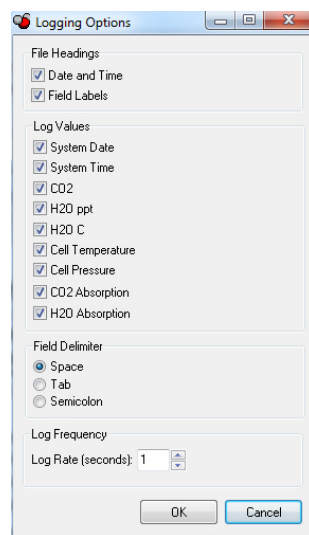 Logging Options
File Headings
Date and Time
Field Labels
Log Values
System Date
System Time
CO2
H2O ppt
H2O C
Cell Temperature
Cell Pressure
CO2 Absorption
H2O Absorption
Field Delimiter
Space
Tab
Semicolon
Log Frequency
Log Rate (seconds): 1
OK Cancel